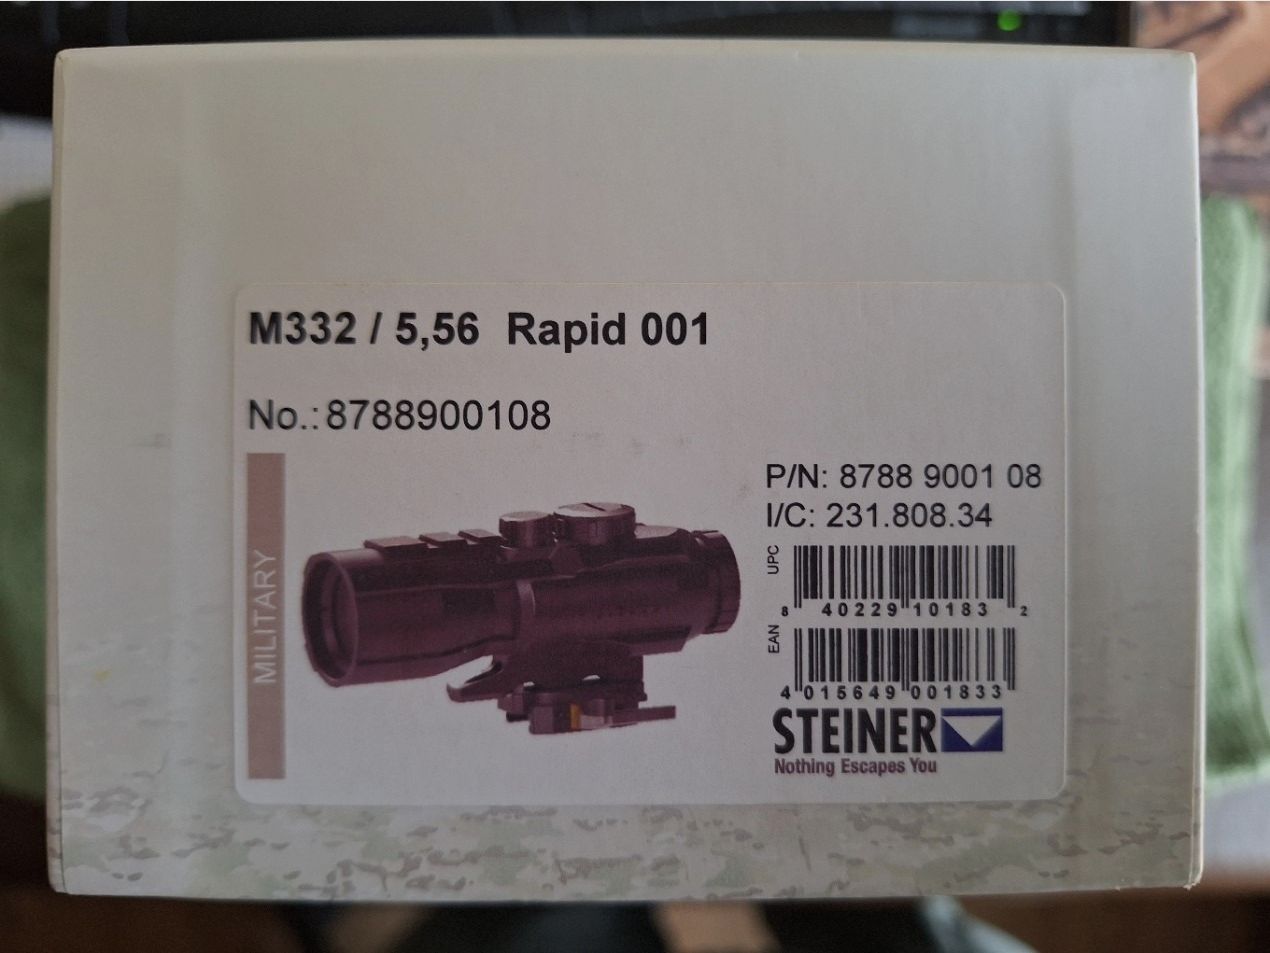 M332 / 5,56 Rapid 001
No.: 8788900108
MILITARY
P/N: 8788 9001 08
I/C: 231.808.34
UPC
8 40229 10183 2
EAN
4 015649 001833
STEINER
Nothing Escapes You